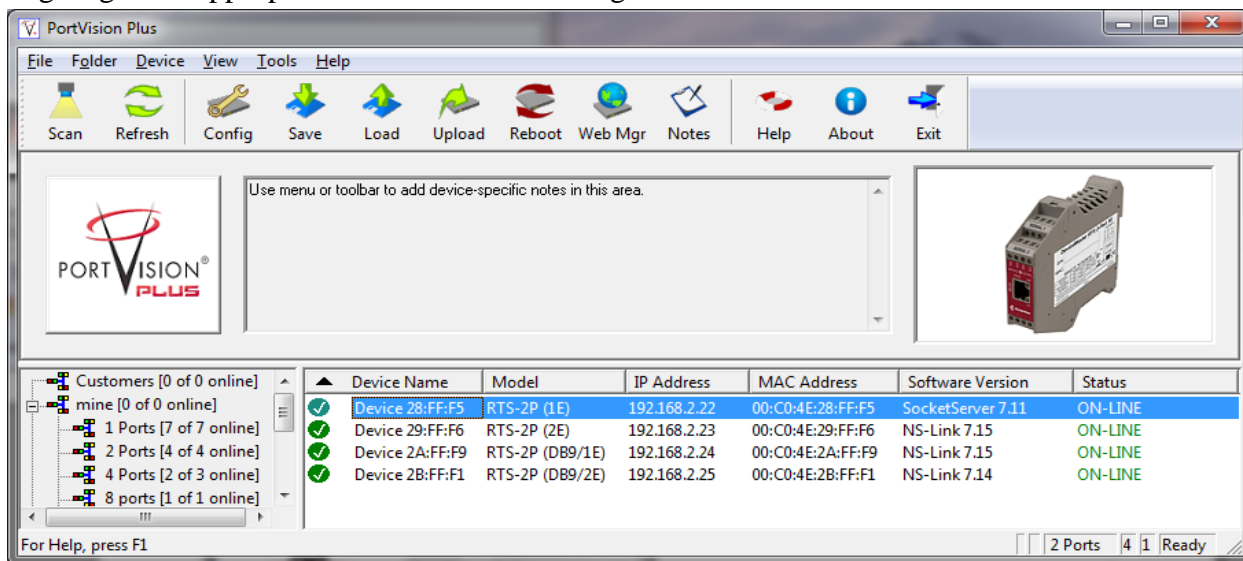 PortVision Plus
File Folder Device View Tools Help
Scan Refresh Config Save Load Upload Reboot Web Mgr Notes Help About Exit
Use menu or toolbar to add device-specific notes in this area.
PORTVISION®
PLUS
Customers [0 of 0 online]
mine [0 of 0 online]
1 Ports [7 of 7 online]
2 Ports [4 of 4 online]
4 Ports [2 of 3 online]
8 ports [1 of 1 online]
Device Name Model IP Address MAC Address Software Version Status
Device 28:FF:F5 RTS-2P (1E) 192.168.2.22 00:C0:4E:28:FF:F5 SocketServer 7.11 ON-LINE
Device 29:FF:F6 RTS-2P (2E) 192.168.2.23 00:C0:4E:29:FF:F6 NS-Link 7.15 ON-LINE
Device 2A:FF:F9 RTS-2P (DB9/1E) 192.168.2.24 00:C0:4E:2A:FF:F9 NS-Link 7.15 ON-LINE
Device 2B:FF:F1 RTS-2P (DB9/2E) 192.168.2.25 00:C0:4E:2B:FF:F1 NS-Link 7.14 ON-LINE
For Help, press F1 2 Ports 4 1 Ready